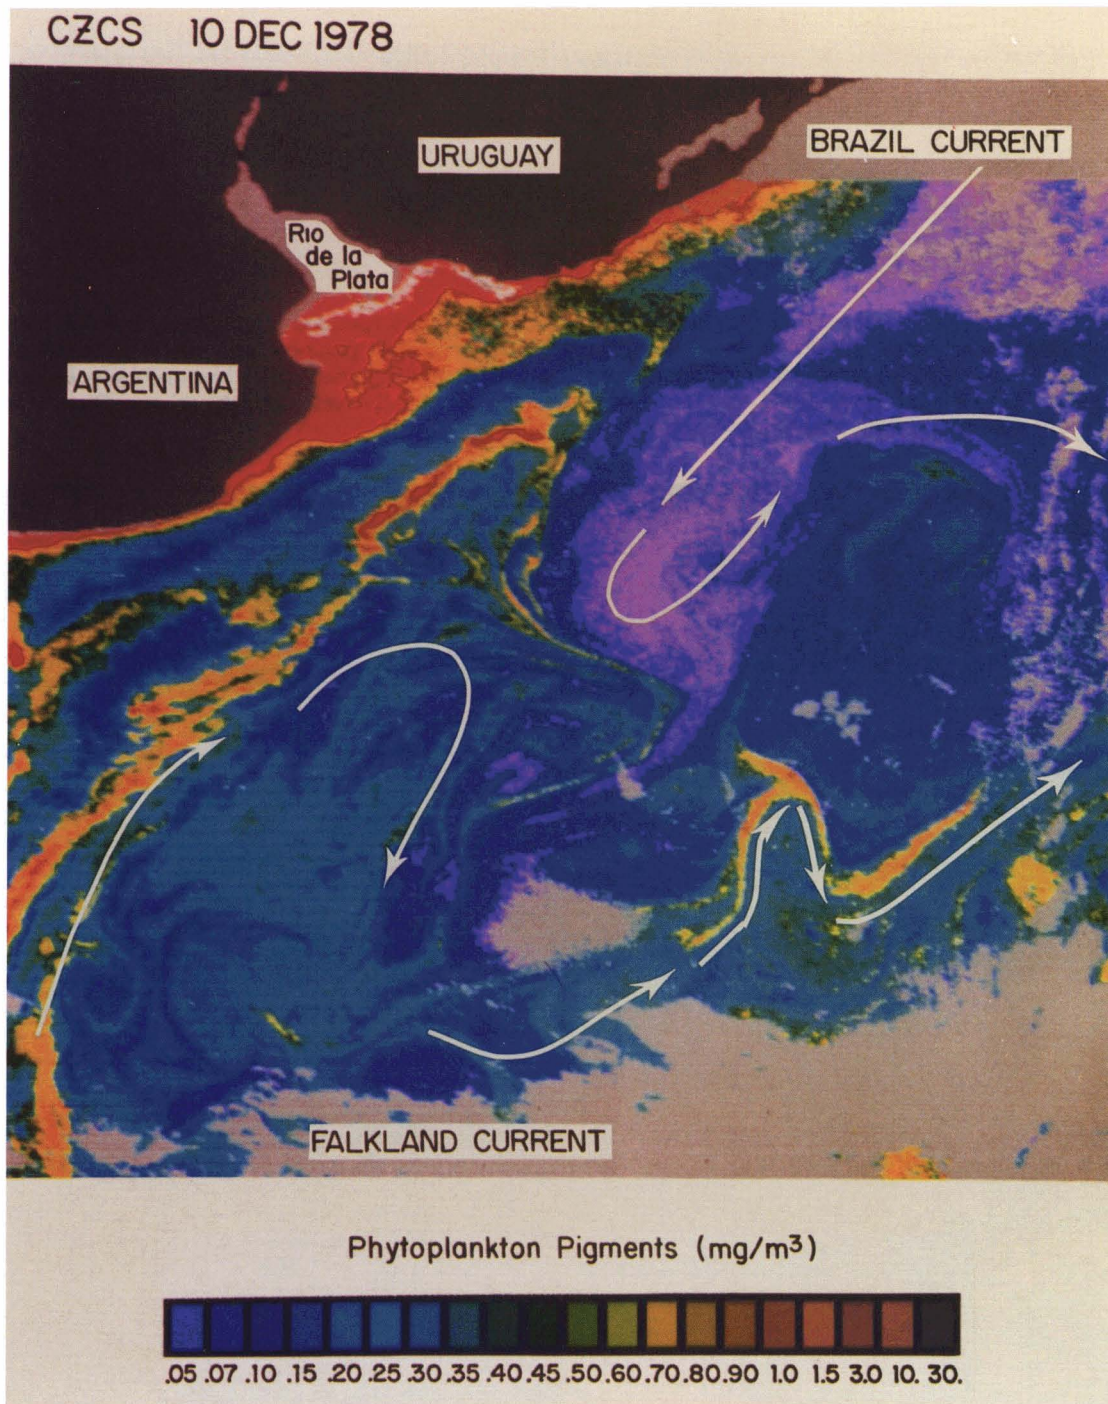 CZCS 10 DEC 1978
URUGUAY
BRAZIL CURRENT
Rio
de la
Plata
ARGENTINA
FALKLAND CURRENT
Phytoplankton Pigments (mg/m³)
.05 .07 .10 .15 .20 .25 .30 .35 .40 .45 .50 .60 .70 .80 .90 1.0 1.5 3.0 10. 30.